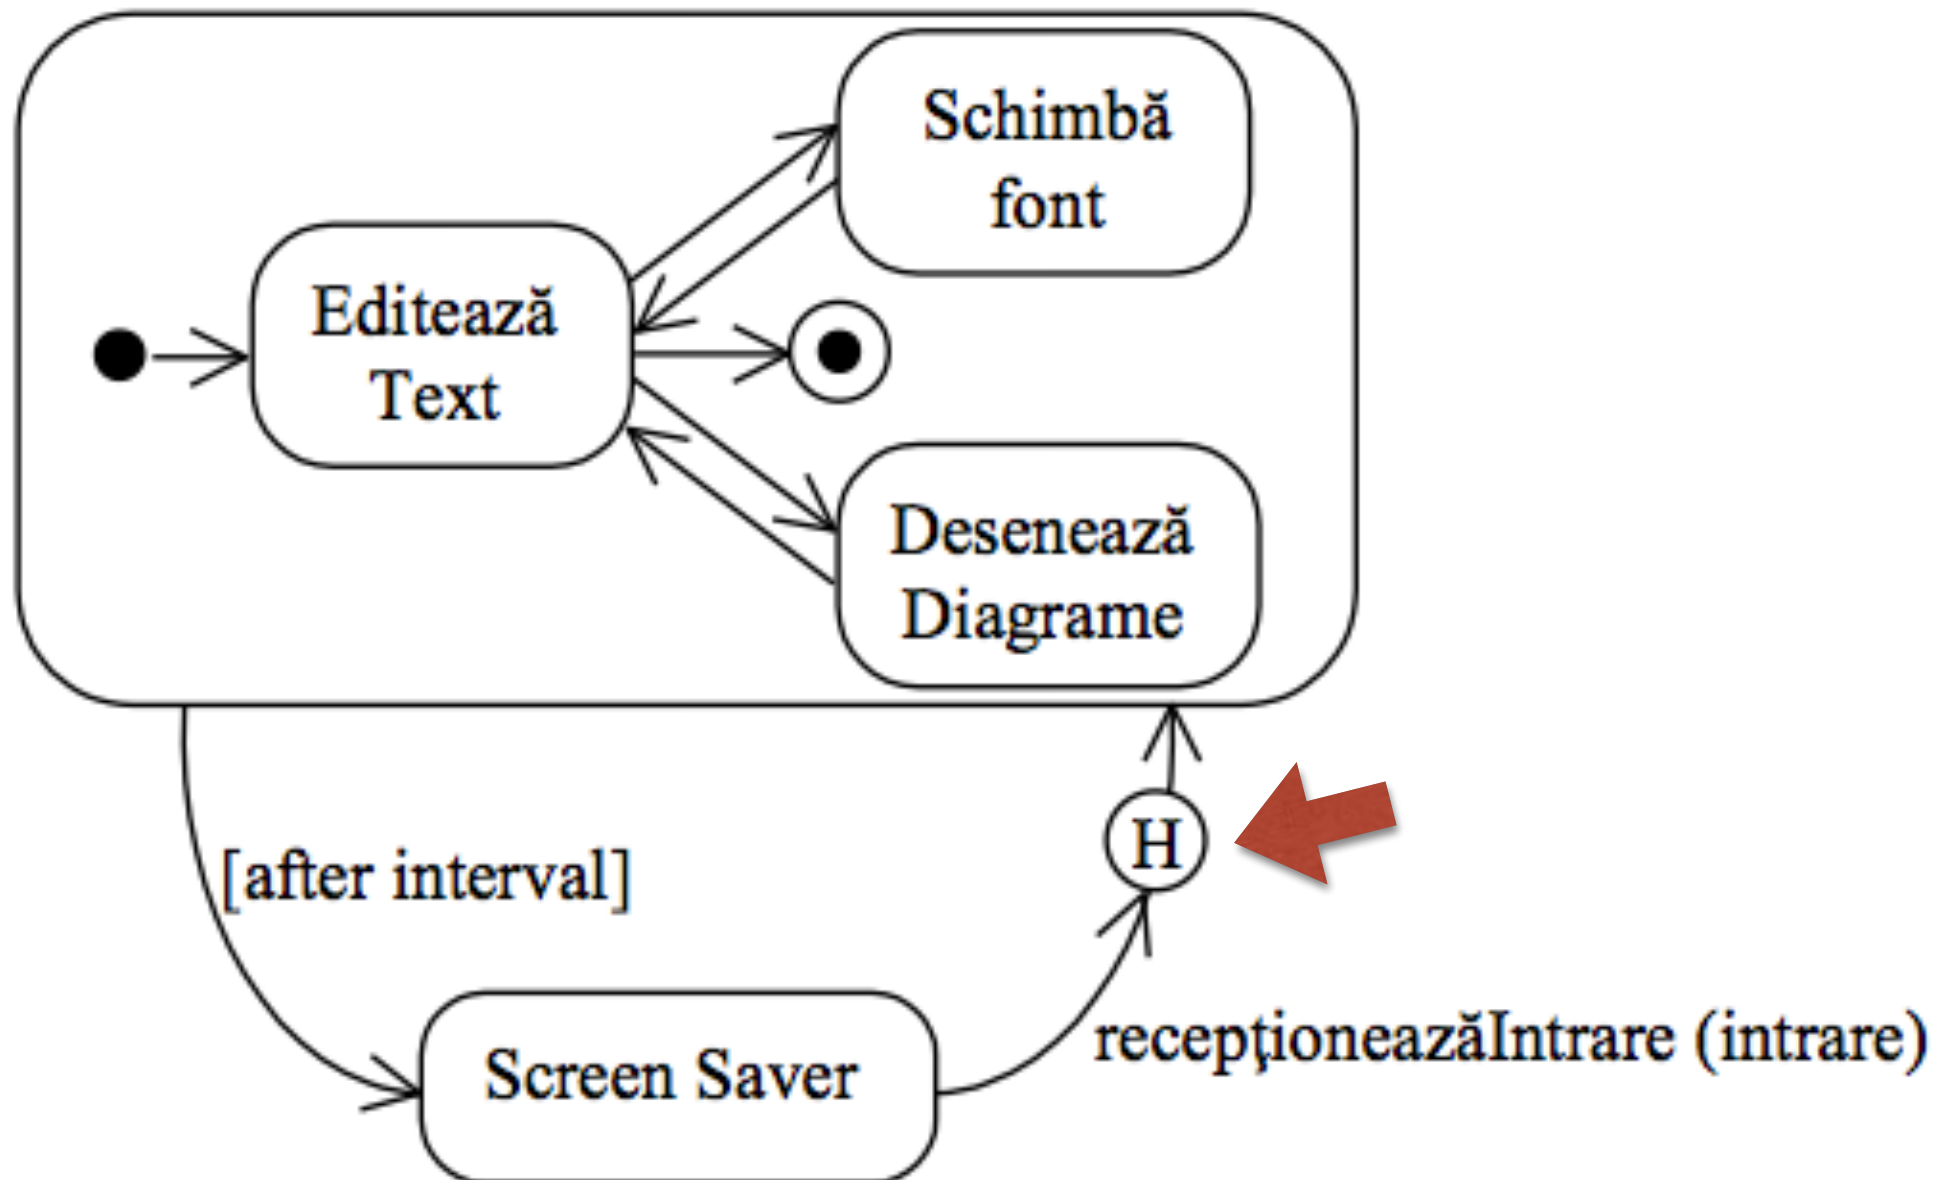 Schimbă
font
Editează
Text
Desenează
Diagrame
[after interval]
H
recepţioneazăIntrare (intrare)
Screen Saver